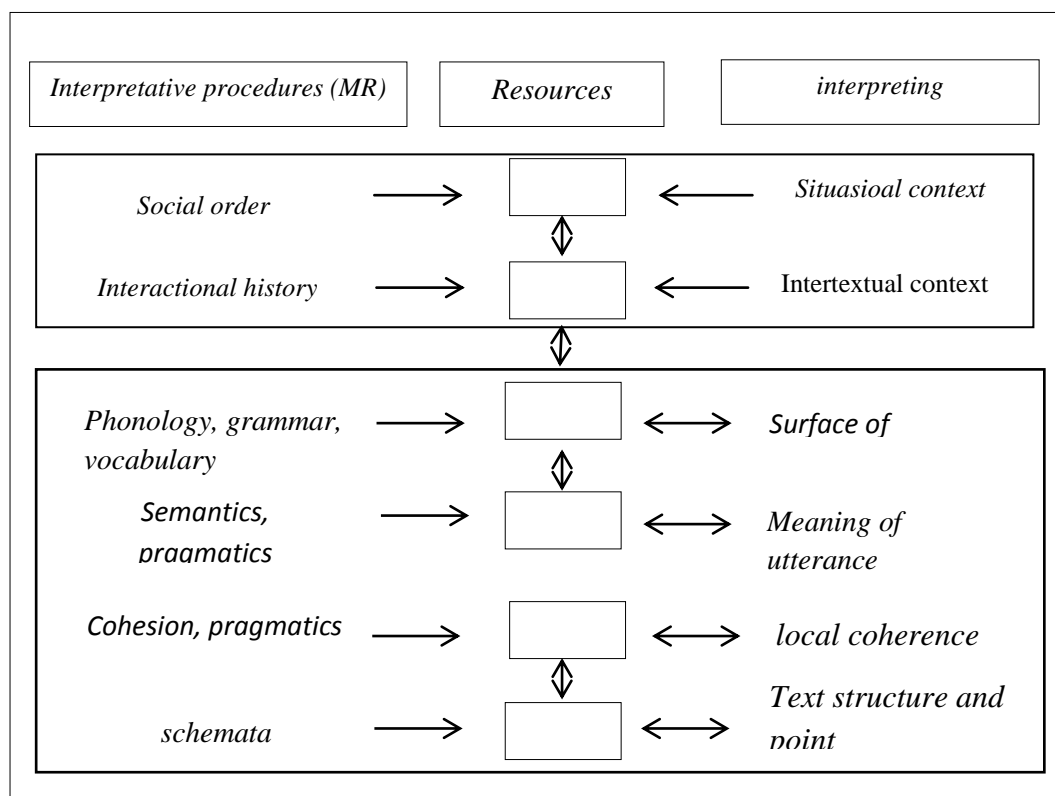 Interpretative procedures (MR)
Resources
interpreting
Social order
Situasioal context
Interactional history
Intertextual context
Phonology, grammar,
vocabulary
Surface of
Semantics,
pragmatics
Meaning of
utterance
Cohesion, pragmatics
local coherence
schemata
Text structure and
point